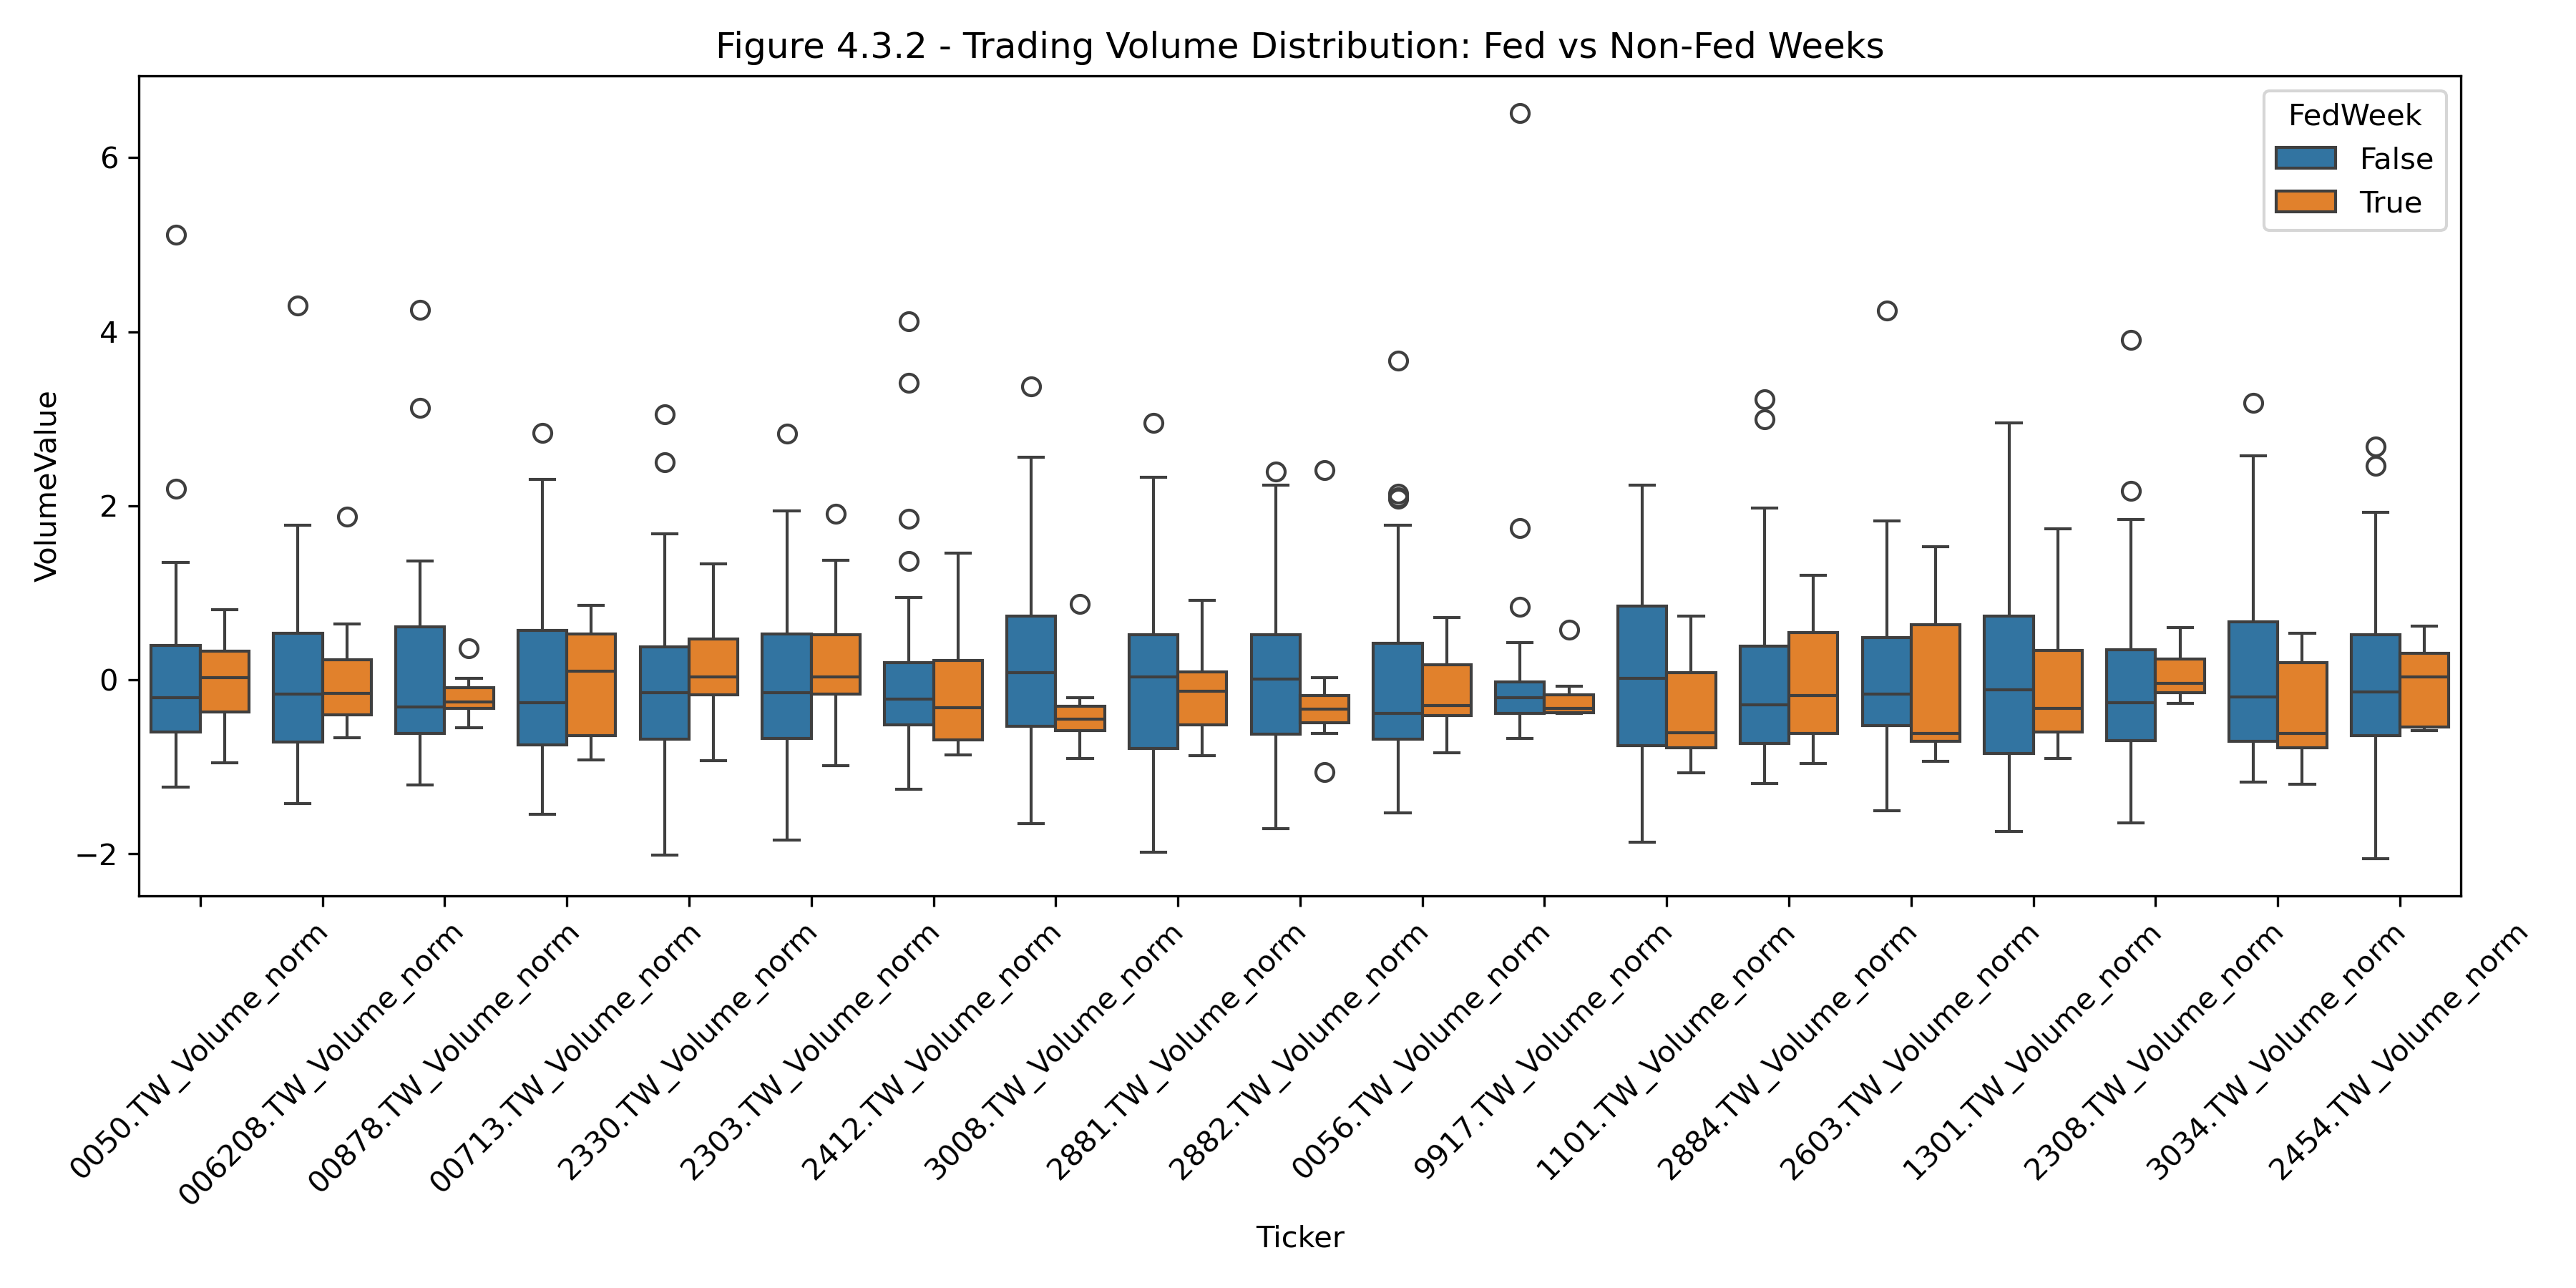 Figure 4.3.2 - Trading Volume Distribution: Fed vs Non-Fed Weeks
FedWeek
False
True
VolumeValue
6
4
2
0
−2
0050.TW_Volume_norm
006208.TW_Volume_norm
00878.TW_Volume_norm
00713.TW_Volume_norm
2330.TW_Volume_norm
2303.TW_Volume_norm
2412.TW_Volume_norm
3008.TW_Volume_norm
2881.TW_Volume_norm
2882.TW_Volume_norm
0056.TW_Volume_norm
9917.TW_Volume_norm
1101.TW_Volume_norm
2884.TW_Volume_norm
2603.TW_Volume_norm
1301.TW_Volume_norm
2308.TW_Volume_norm
3034.TW_Volume_norm
2454.TW_Volume_norm
Ticker